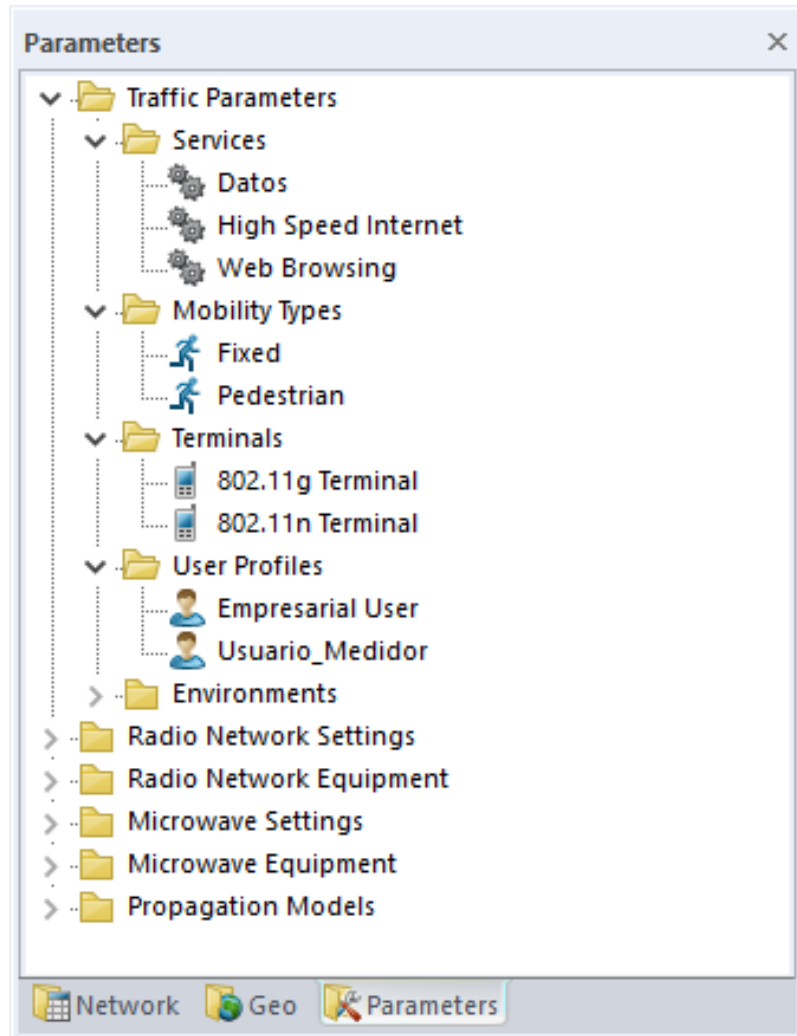 Parameters
Traffic Parameters
Services
Datos
High Speed Internet
Web Browsing
Mobility Types
Fixed
Pedestrian
Terminals
802.11g Terminal
802.11n Terminal
User Profiles
Empresarial User
Usuario_Medidor
Environments
Radio Network Settings
Radio Network Equipment
Microwave Settings
Microwave Equipment
Propagation Models
Network Geo Parameters